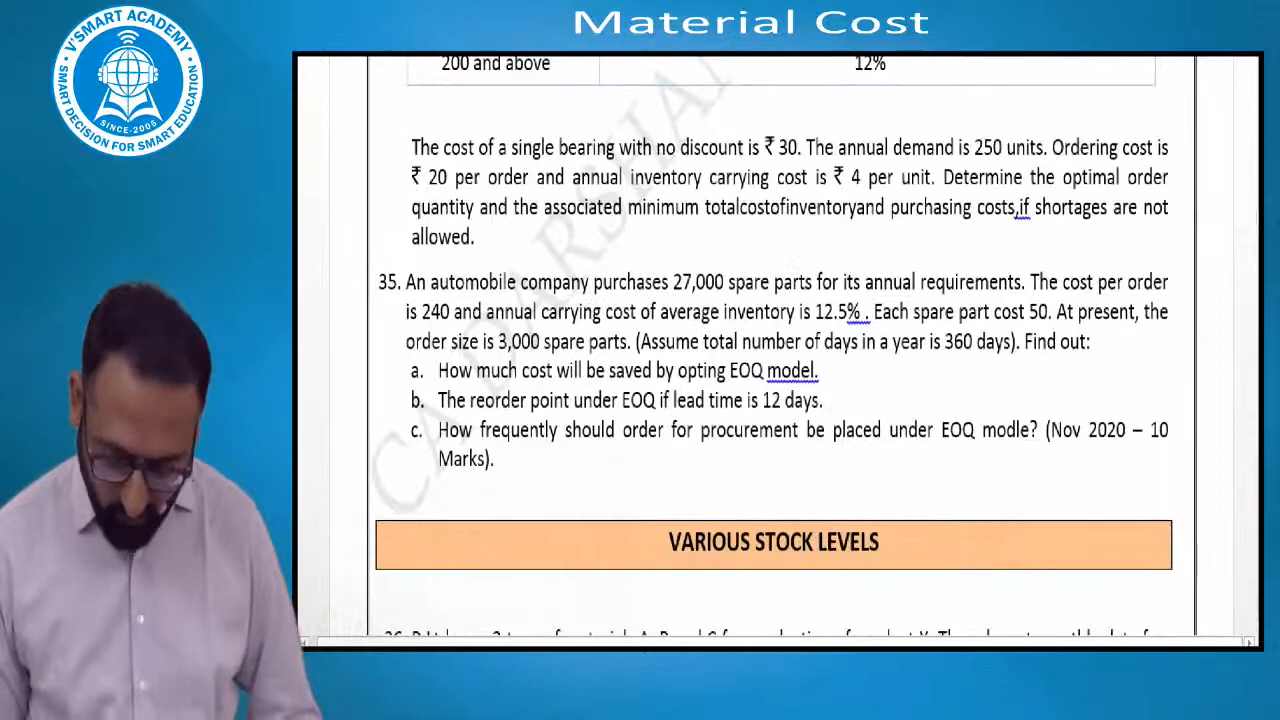 Material Cost
V'SMART ACADEMY
SMART DECISION FOR SMART EDUCATION
SINCE-2005
200 and above 12%
The cost of a single bearing with no discount is ₹ 30. The annual demand is 250 units. Ordering cost is
₹ 20 per order and annual inventory carrying cost is ₹ 4 per unit. Determine the optimal order
quantity and the associated minimum totalcostofinventoryand purchasing costs,if shortages are not
allowed.
35. An automobile company purchases 27,000 spare parts for its annual requirements. The cost per order
is 240 and annual carrying cost of average inventory is 12.5% . Each spare part cost 50. At present, the
order size is 3,000 spare parts. (Assume total number of days in a year is 360 days). Find out:
a. How much cost will be saved by opting EOQ model.
b. The reorder point under EOQ if lead time is 12 days.
c. How frequently should order for procurement be placed under EOQ modle? (Nov 2020 – 10
Marks).
CA DARSHA
VARIOUS STOCK LEVELS